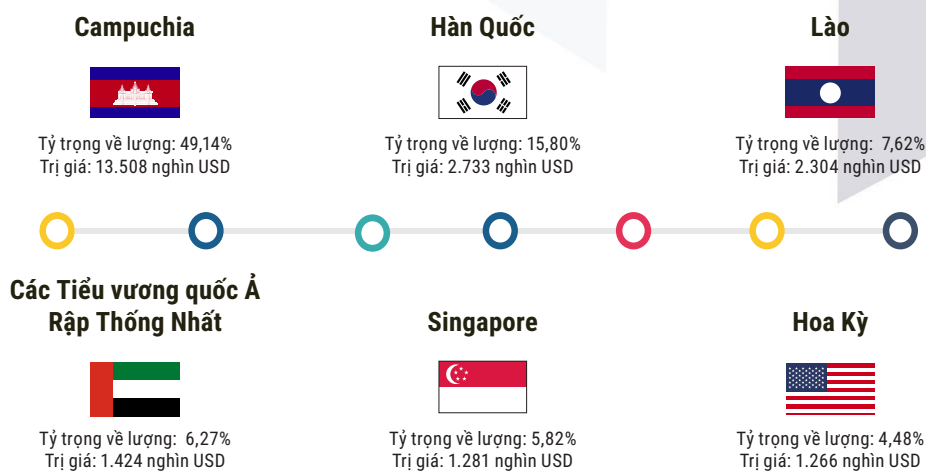 Campuchia
Tỷ trọng về lượng: 49,14%
Trị giá: 13.508 nghìn USD
Hàn Quốc
Tỷ trọng về lượng: 15,80%
Trị giá: 2.733 nghìn USD
Lào
Tỷ trọng về lượng: 7,62%
Trị giá: 2.304 nghìn USD
Các Tiểu vương quốc Ả
Rập Thống Nhất
Tỷ trọng về lượng: 6,27%
Trị giá: 1.424 nghìn USD
Singapore
Tỷ trọng về lượng: 5,82%
Trị giá: 1.281 nghìn USD
Hoa Kỳ
Tỷ trọng về lượng: 4,48%
Trị giá: 1.266 nghìn USD